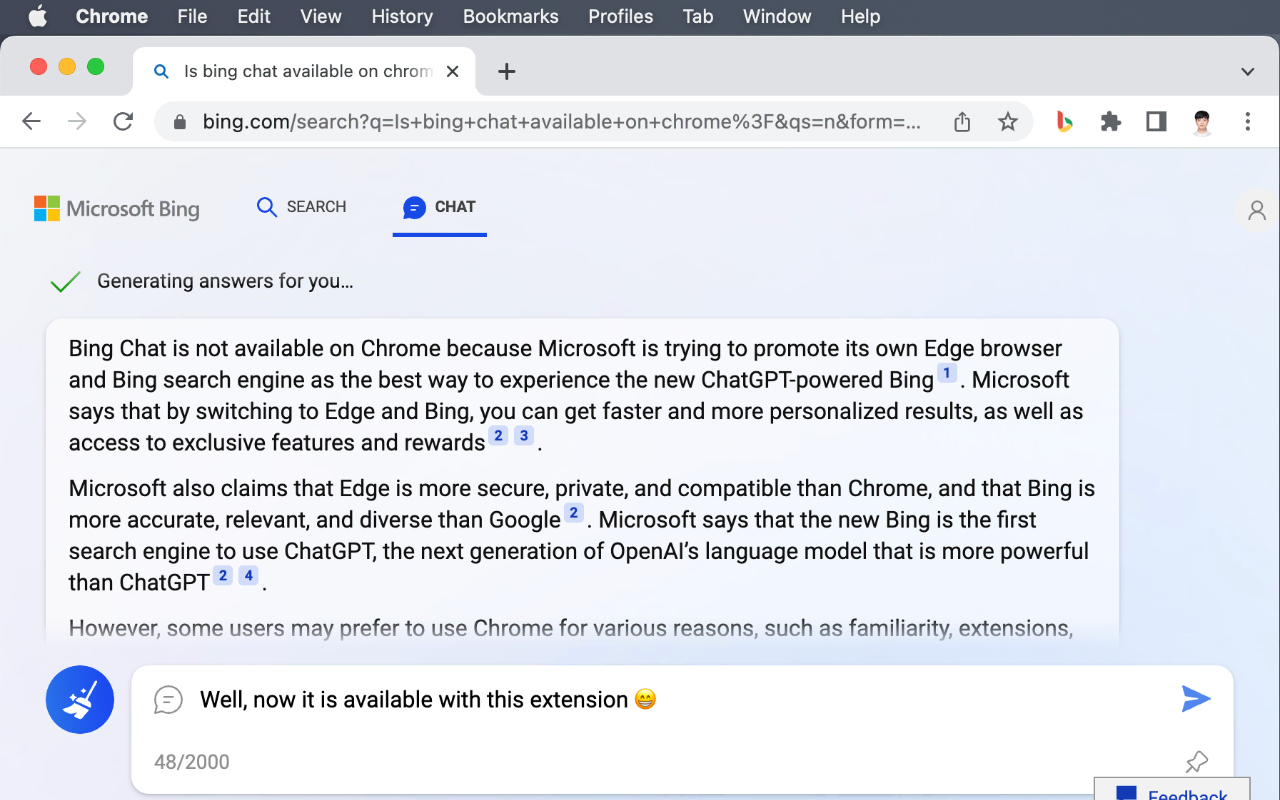 Chrome File Edit View History Bookmarks Profiles Tab Window Help
Is bing chat available on chrom
bing.com/search?q=Is+bing+chat+available+on+chrome%3F&qs=n&form=...
Microsoft Bing SEARCH CHAT
Generating answers for you...
Bing Chat is not available on Chrome because Microsoft is trying to promote its own Edge browser
and Bing search engine as the best way to experience the new ChatGPT-powered Bing 1 . Microsoft
says that by switching to Edge and Bing, you can get faster and more personalized results, as well as
access to exclusive features and rewards 2 3 .
Microsoft also claims that Edge is more secure, private, and compatible than Chrome, and that Bing is
more accurate, relevant, and diverse than Google 2 . Microsoft says that the new Bing is the first
search engine to use ChatGPT, the next generation of OpenAI’s language model that is more powerful
than ChatGPT 2 4 .
However, some users may prefer to use Chrome for various reasons, such as familiarity, extensions,
Well, now it is available with this extension 😁
48/2000
Feedback